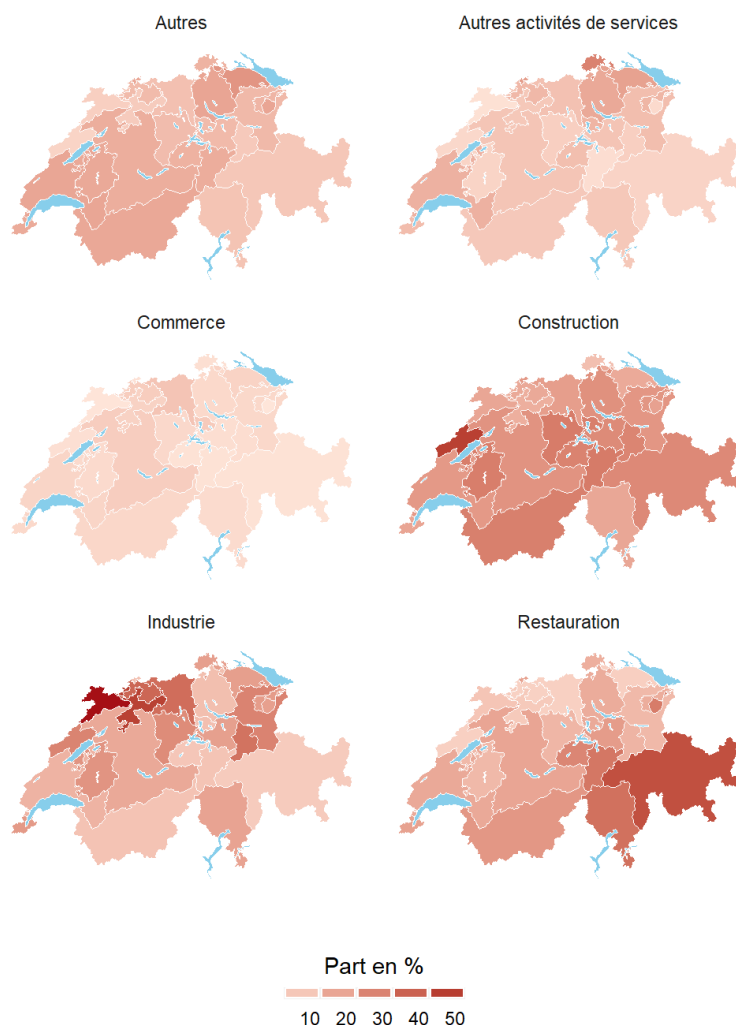 Autres
Autres activités de services
Commerce
Construction
Industrie
Restauration
Part en %
10 20 30 40 50